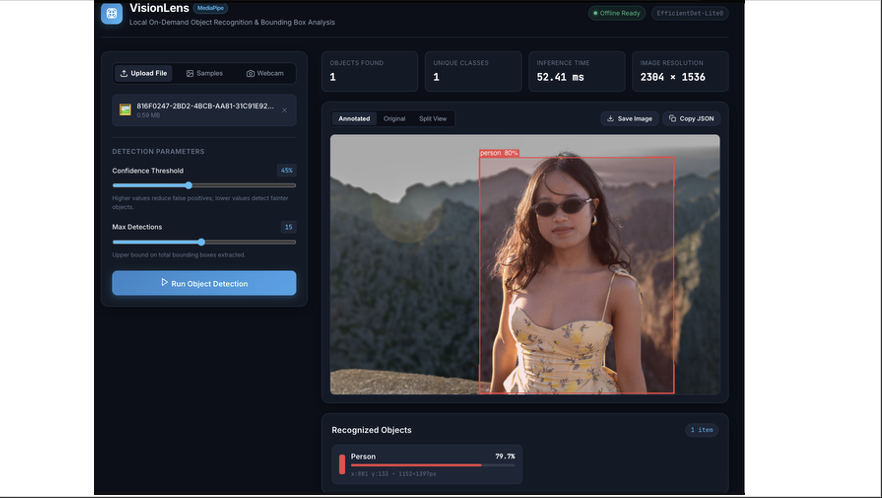 VisionLens MediaPipe
Local On-Demand Object Recognition & Bounding Box Analysis
Offline Ready
EfficientDet-Lite0
Upload File
Samples
Webcam
816F0247-2BD2-4BCB-AA81-31C91E92...
0.59 MB
DETECTION PARAMETERS
Confidence Threshold
45%
Higher values reduce false positives; lower values detect fainter
objects.
Max Detections
15
Upper bound on total bounding boxes extracted.
Run Object Detection
OBJECTS FOUND
1
UNIQUE CLASSES
1
INFERENCE TIME
52.41 ms
IMAGE RESOLUTION
2304 × 1536
Annotated
Original
Split View
Save Image
Copy JSON
person 80%
Recognized Objects
1 item
Person
79.7%
x:881 y:133 • 1152×1397px